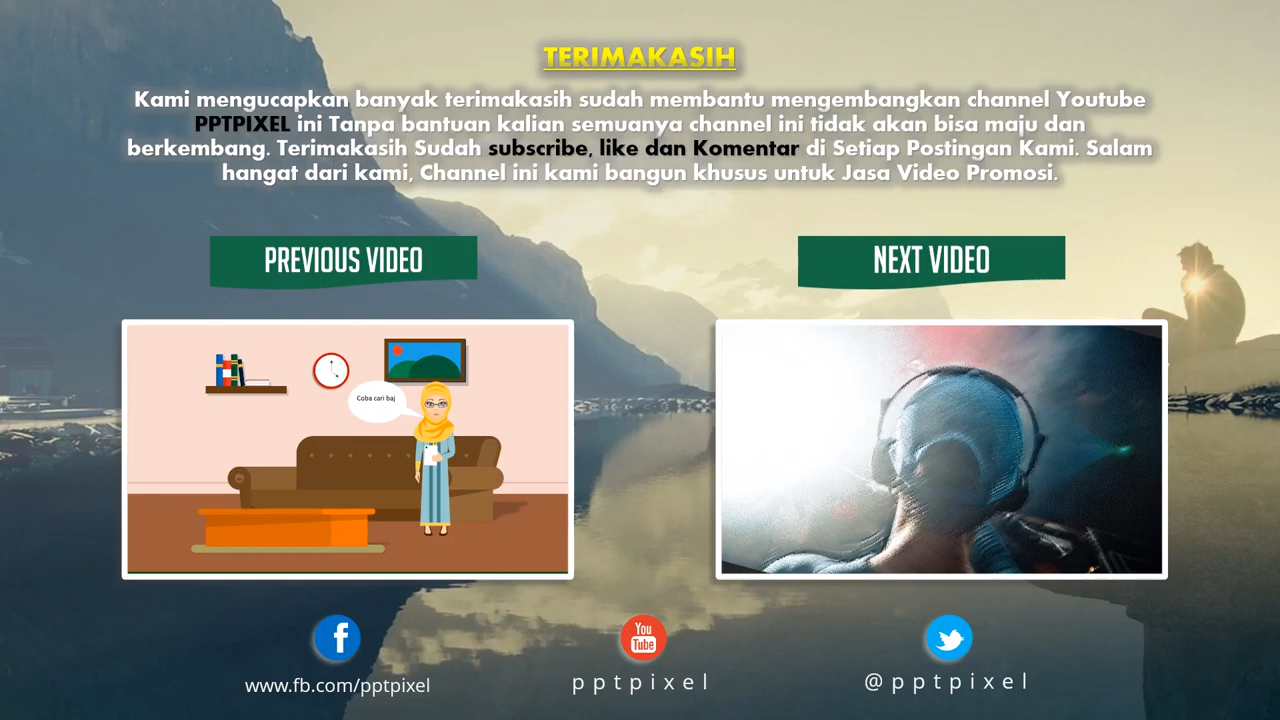 TERIMAKASIH
Kami mengucapkan banyak terimakasih sudah membantu mengembangkan channel Youtube
PPTPIXEL ini Tanpa bantuan kalian semuanya channel ini tidak akan bisa maju dan
berkembang. Terimakasih Sudah subscribe, like dan Komentar di Setiap Postingan Kami. Salam
hangat dari kami, Channel ini kami bangun khusus untuk Jasa Video Promosi.
PREVIOUS VIDEO
NEXT VIDEO
Coba cari baj
f
You
Tube
www.fb.com/pptpixel
pptpixel
@pptpixel